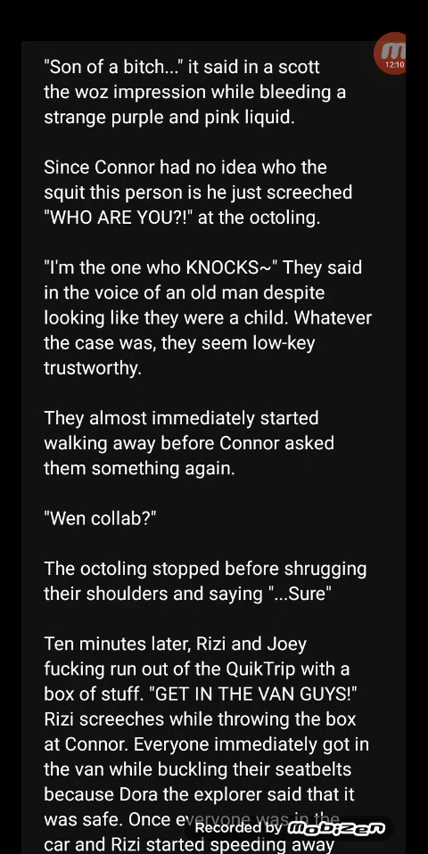 12:10
"Son of a bitch..." it said in a scott
the woz impression while bleeding a
strange purple and pink liquid.
Since Connor had no idea who the
squit this person is he just screeched
"WHO ARE YOU?!" at the octoling.
"I'm the one who KNOCKS~" They said
in the voice of an old man despite
looking like they were a child. Whatever
the case was, they seem low-key
trustworthy.
They almost immediately started
walking away before Connor asked
them something again.
"Wen collab?"
The octoling stopped before shrugging
their shoulders and saying "...Sure"
Ten minutes later, Rizi and Joey
fucking run out of the QuikTrip with a
box of stuff. "GET IN THE VAN GUYS!"
Rizi screeches while throwing the box
at Connor. Everyone immediately got in
the van while buckling their seatbelts
because Dora the explorer said that it
was safe. Once everyone was in the
Recorded by mobizen
car and Rizi started speeding away